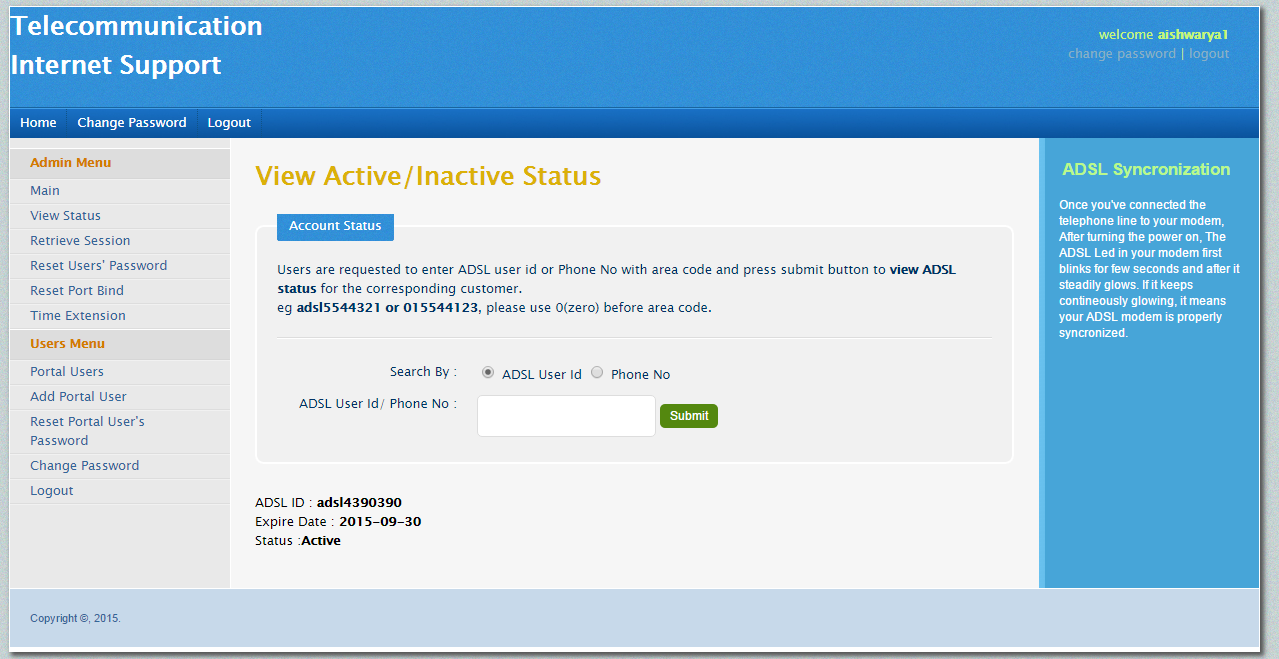 Telecommunication
Internet Support
welcome aishwarya1
change password | logout
Home Change Password Logout
Admin Menu
Main
View Status
Retrieve Session
Reset Users' Password
Reset Port Bind
Time Extension
Users Menu
Portal Users
Add Portal User
Reset Portal User's
Password
Change Password
Logout
View Active/Inactive Status
Account Status
Users are requested to enter ADSL user id or Phone No with area code and press submit button to view ADSL
status for the corresponding customer.
eg adsl5544321 or 015544123, please use 0(zero) before area code.
Search By : ADSL User Id Phone No
ADSL User Id/ Phone No : Submit
ADSL ID : adsl4390390
Expire Date : 2015-09-30
Status :Active
ADSL Syncronization
Once you've connected the
telephone line to your modem,
After turning the power on, The
ADSL Led in your modem first
blinks for few seconds and after it
steadily glows. If it keeps
contineously glowing, it means
your ADSL modem is properly
syncronized.
Copyright ©, 2015.